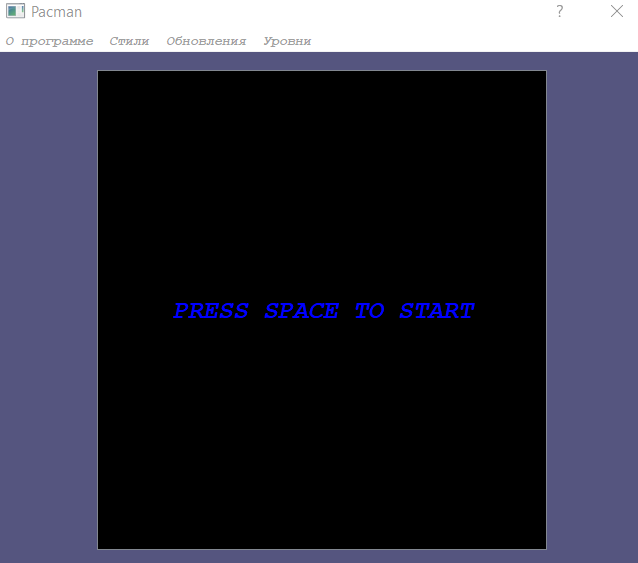 Pacman ?
О программе Стили Обновления Уровни
PRESS SPACE TO START